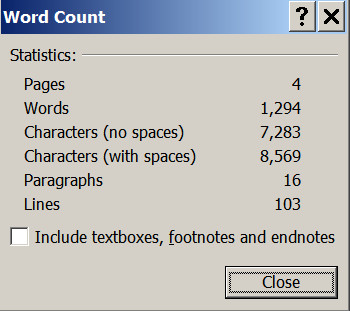 Word Count ? X
Statistics:
Pages 4
Words 1,294
Characters (no spaces) 7,283
Characters (with spaces) 8,569
Paragraphs 16
Lines 103
Include textboxes, footnotes and endnotes
Close